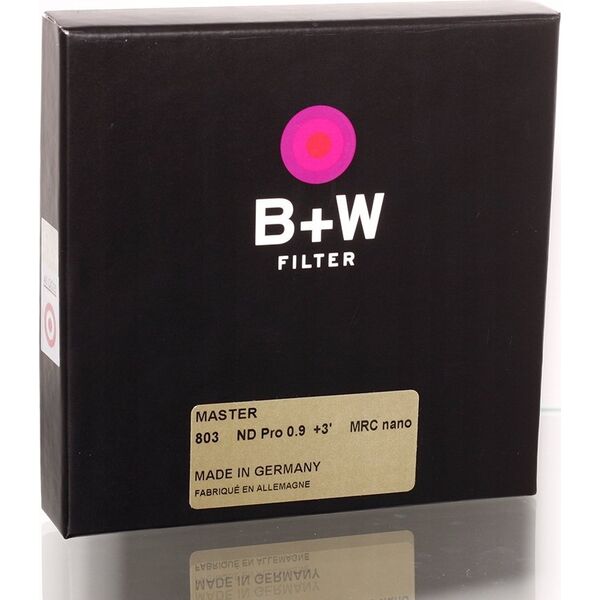 B+W
FILTER
MASTER
803 ND Pro 0.9 +3' MRC nano
MADE IN GERMANY
FABRIQUÉ EN ALLEMAGNE